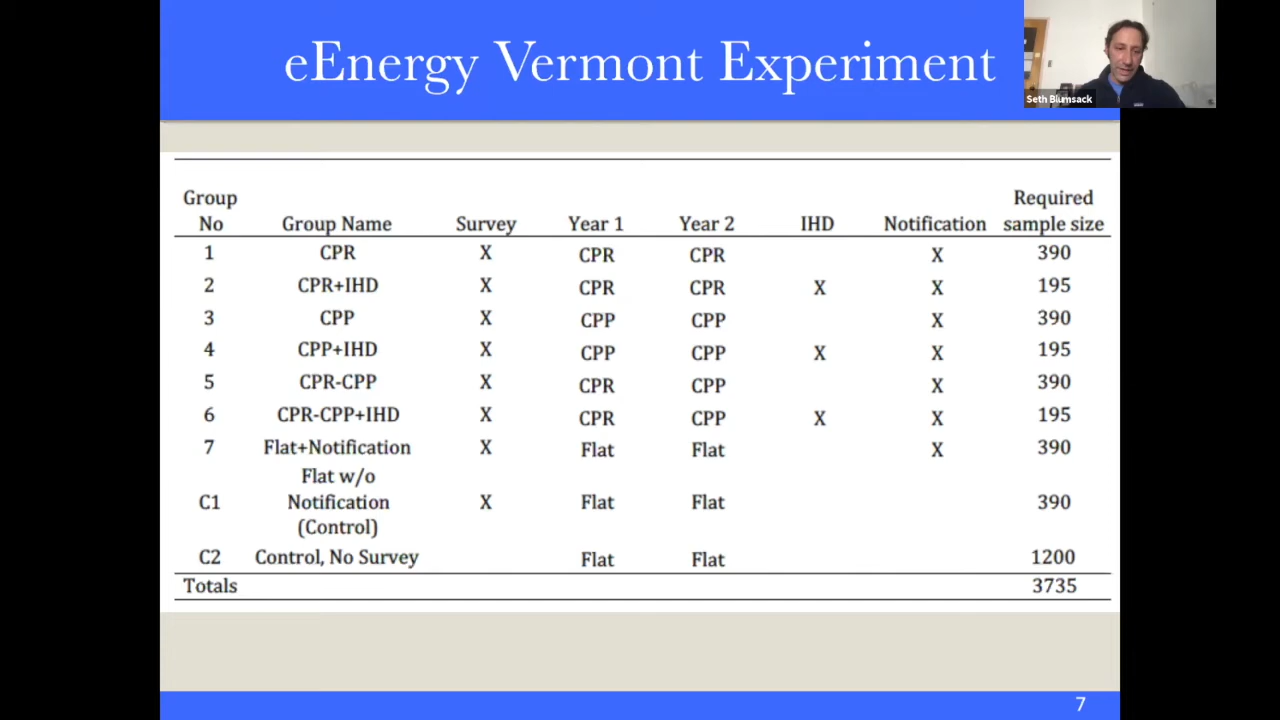 eEnergy Vermont Experiment
Seth Blumsack
Group No Group Name Survey Year 1 Year 2 IHD Notification Required sample size
1 CPR X CPR CPR X 390
2 CPR+IHD X CPR CPR X X 195
3 CPP X CPP CPP X 390
4 CPP+IHD X CPP CPP X X 195
5 CPR-CPP X CPR CPP X 390
6 CPR-CPP+IHD X CPR CPP X X 195
7 Flat+Notification X Flat Flat X 390
C1 Flat w/o Notification (Control) X Flat Flat 390
C2 Control, No Survey Flat Flat 1200
Totals 3735
7